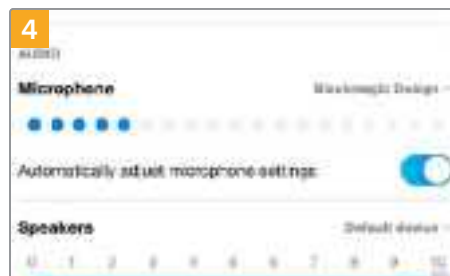 4
AUDIO
Microphone Blackmagic Design
Automatically adjust microphone settings
Speakers Default device
0 1 2 3 4 5 6 7 8 9 10